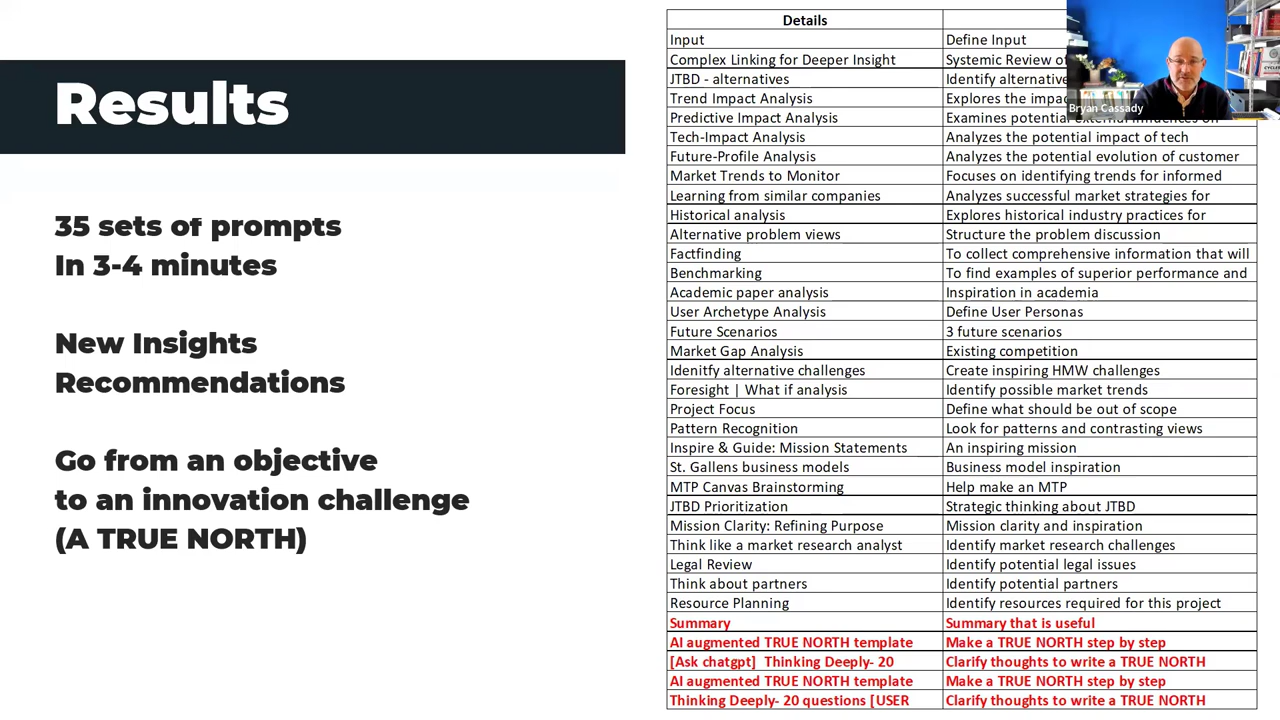 Results
35 sets of prompts
In 3-4 minutes
New Insights
Recommendations
Go from an objective
to an innovation challenge
(A TRUE NORTH)
Details
Input Define Input
Complex Linking for Deeper Insight Systemic Review of
JTBD - alternatives Identify alternative
Trend Impact Analysis Explores the impac
Predictive Impact Analysis Examines potential external influences on
Tech-Impact Analysis Analyzes the potential impact of tech
Future-Profile Analysis Analyzes the potential evolution of customer
Market Trends to Monitor Focuses on identifying trends for informed
Learning from similar companies Analyzes successful market strategies for
Historical analysis Explores historical industry practices for
Alternative problem views Structure the problem discussion
Factfinding To collect comprehensive information that will
Benchmarking To find examples of superior performance and
Academic paper analysis Inspiration in academia
User Archetype Analysis Define User Personas
Future Scenarios 3 future scenarios
Market Gap Analysis Existing competition
Idenitfy alternative challenges Create inspiring HMW challenges
Foresight | What if analysis Identify possible market trends
Project Focus Define what should be out of scope
Pattern Recognition Look for patterns and contrasting views
Inspire & Guide: Mission Statements An inspiring mission
St. Gallens business models Business model inspiration
MTP Canvas Brainstorming Help make an MTP
JTBD Prioritization Strategic thinking about JTBD
Mission Clarity: Refining Purpose Mission clarity and inspiration
Think like a market research analyst Identify market research challenges
Legal Review Identify potential legal issues
Think about partners Identify potential partners
Resource Planning Identify resources required for this project
Summary Summary that is useful
AI augmented TRUE NORTH template Make a TRUE NORTH step by step
[Ask chatgpt] Thinking Deeply- 20 Clarify thoughts to write a TRUE NORTH
AI augmented TRUE NORTH template Make a TRUE NORTH step by step
Thinking Deeply- 20 questions [USER Clarify thoughts to write a TRUE NORTH
Bryan Cassady